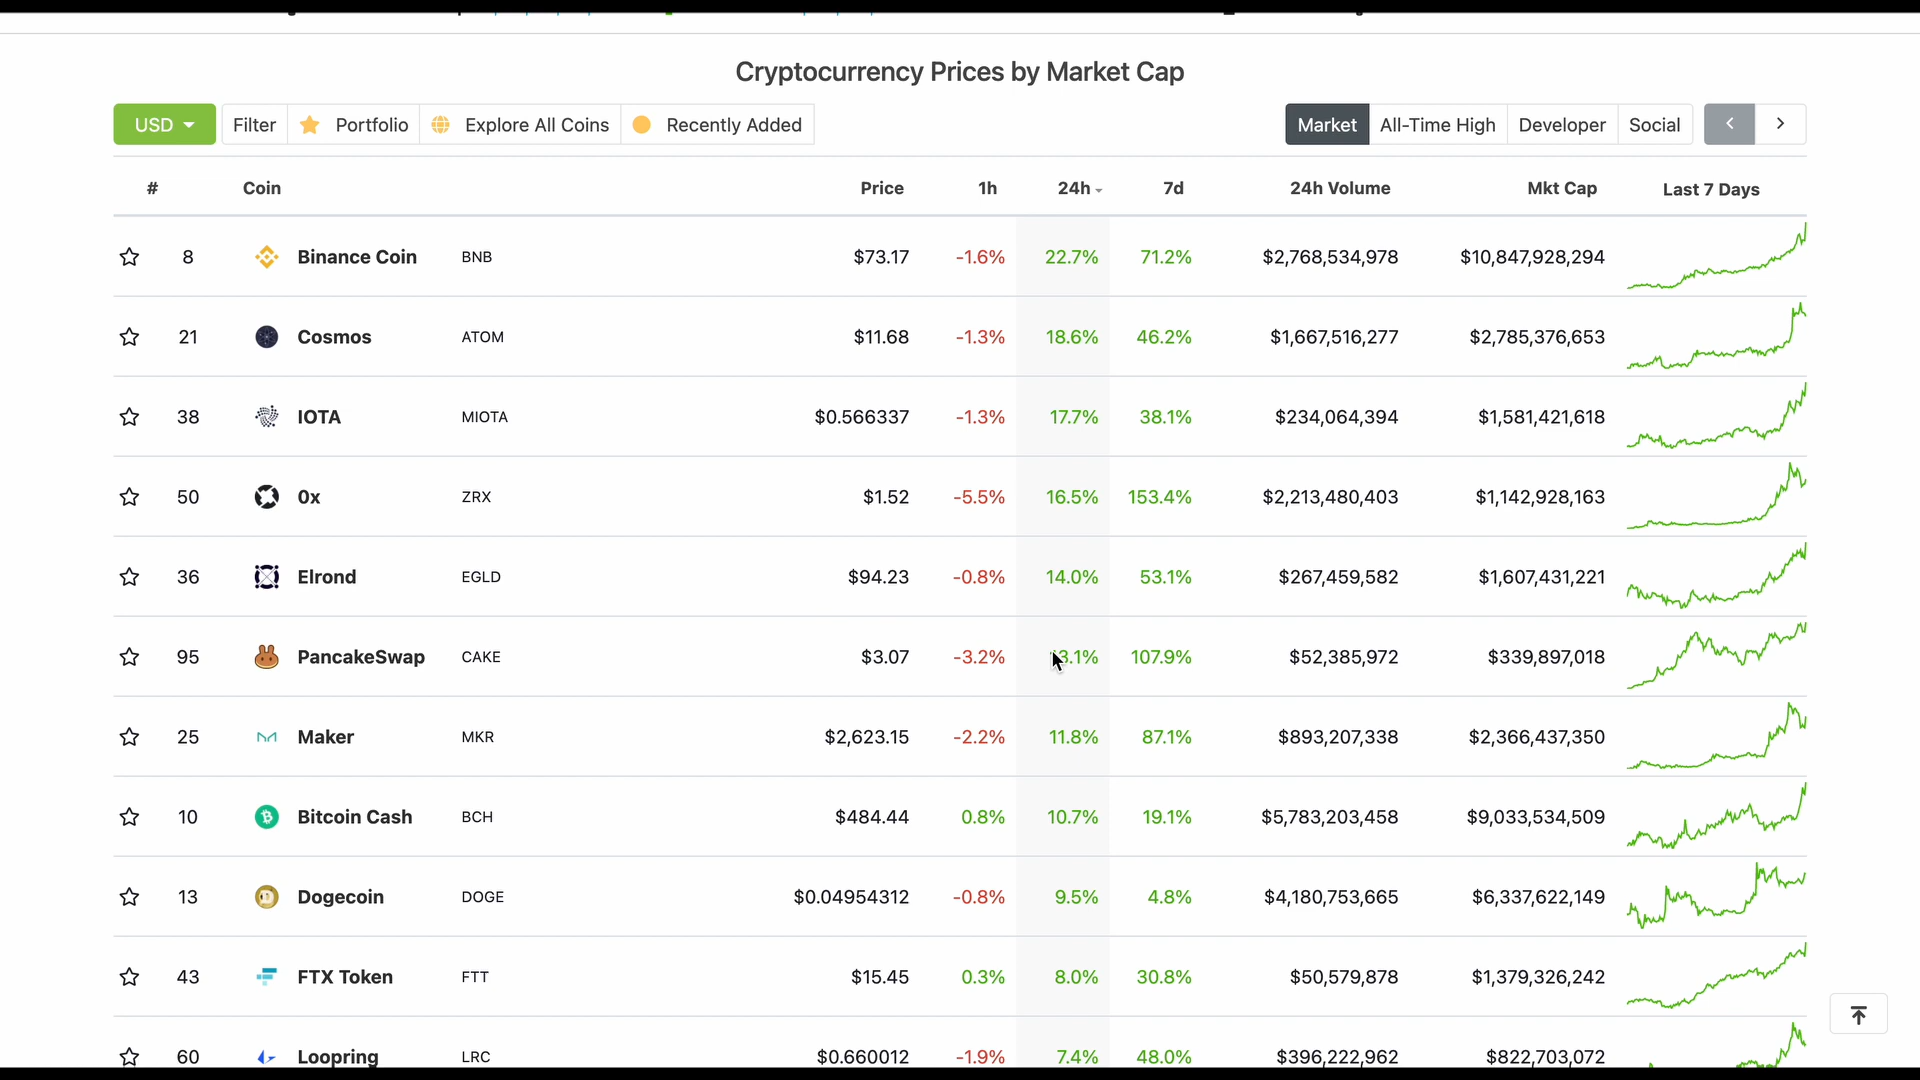 Cryptocurrency Prices by Market Cap
USD Filter Portfolio Explore All Coins Recently Added Market All-Time High Developer Social
# Coin Price 1h 24h 7d 24h Volume Mkt Cap Last 7 Days
8 Binance Coin BNB $73.17 -1.6% 22.7% 71.2% $2,768,534,978 $10,847,928,294
21 Cosmos ATOM $11.68 -1.3% 18.6% 46.2% $1,667,516,277 $2,785,376,653
38 IOTA MIOTA $0.566337 -1.3% 17.7% 38.1% $234,064,394 $1,581,421,618
50 0x ZRX $1.52 -5.5% 16.5% 153.4% $2,213,480,403 $1,142,928,163
36 Elrond EGLD $94.23 -0.8% 14.0% 53.1% $267,459,582 $1,607,431,221
95 PancakeSwap CAKE $3.07 -3.2% 107.9% $52,385,972 $339,897,018
25 Maker MKR $2,623.15 -2.2% 11.8% 87.1% $893,207,338 $2,366,437,350
10 Bitcoin Cash BCH $484.44 0.8% 10.7% 19.1% $5,783,203,458 $9,033,534,509
13 Dogecoin DOGE $0.04954312 -0.8% 9.5% 4.8% $4,180,753,665 $6,337,622,149
43 FTX Token FTT $15.45 0.3% 8.0% 30.8% $50,579,878 $1,379,326,242
60 Loopring LRC $0.660012 -1.9% 7.4% 48.0% $396,222,962 $822,703,072